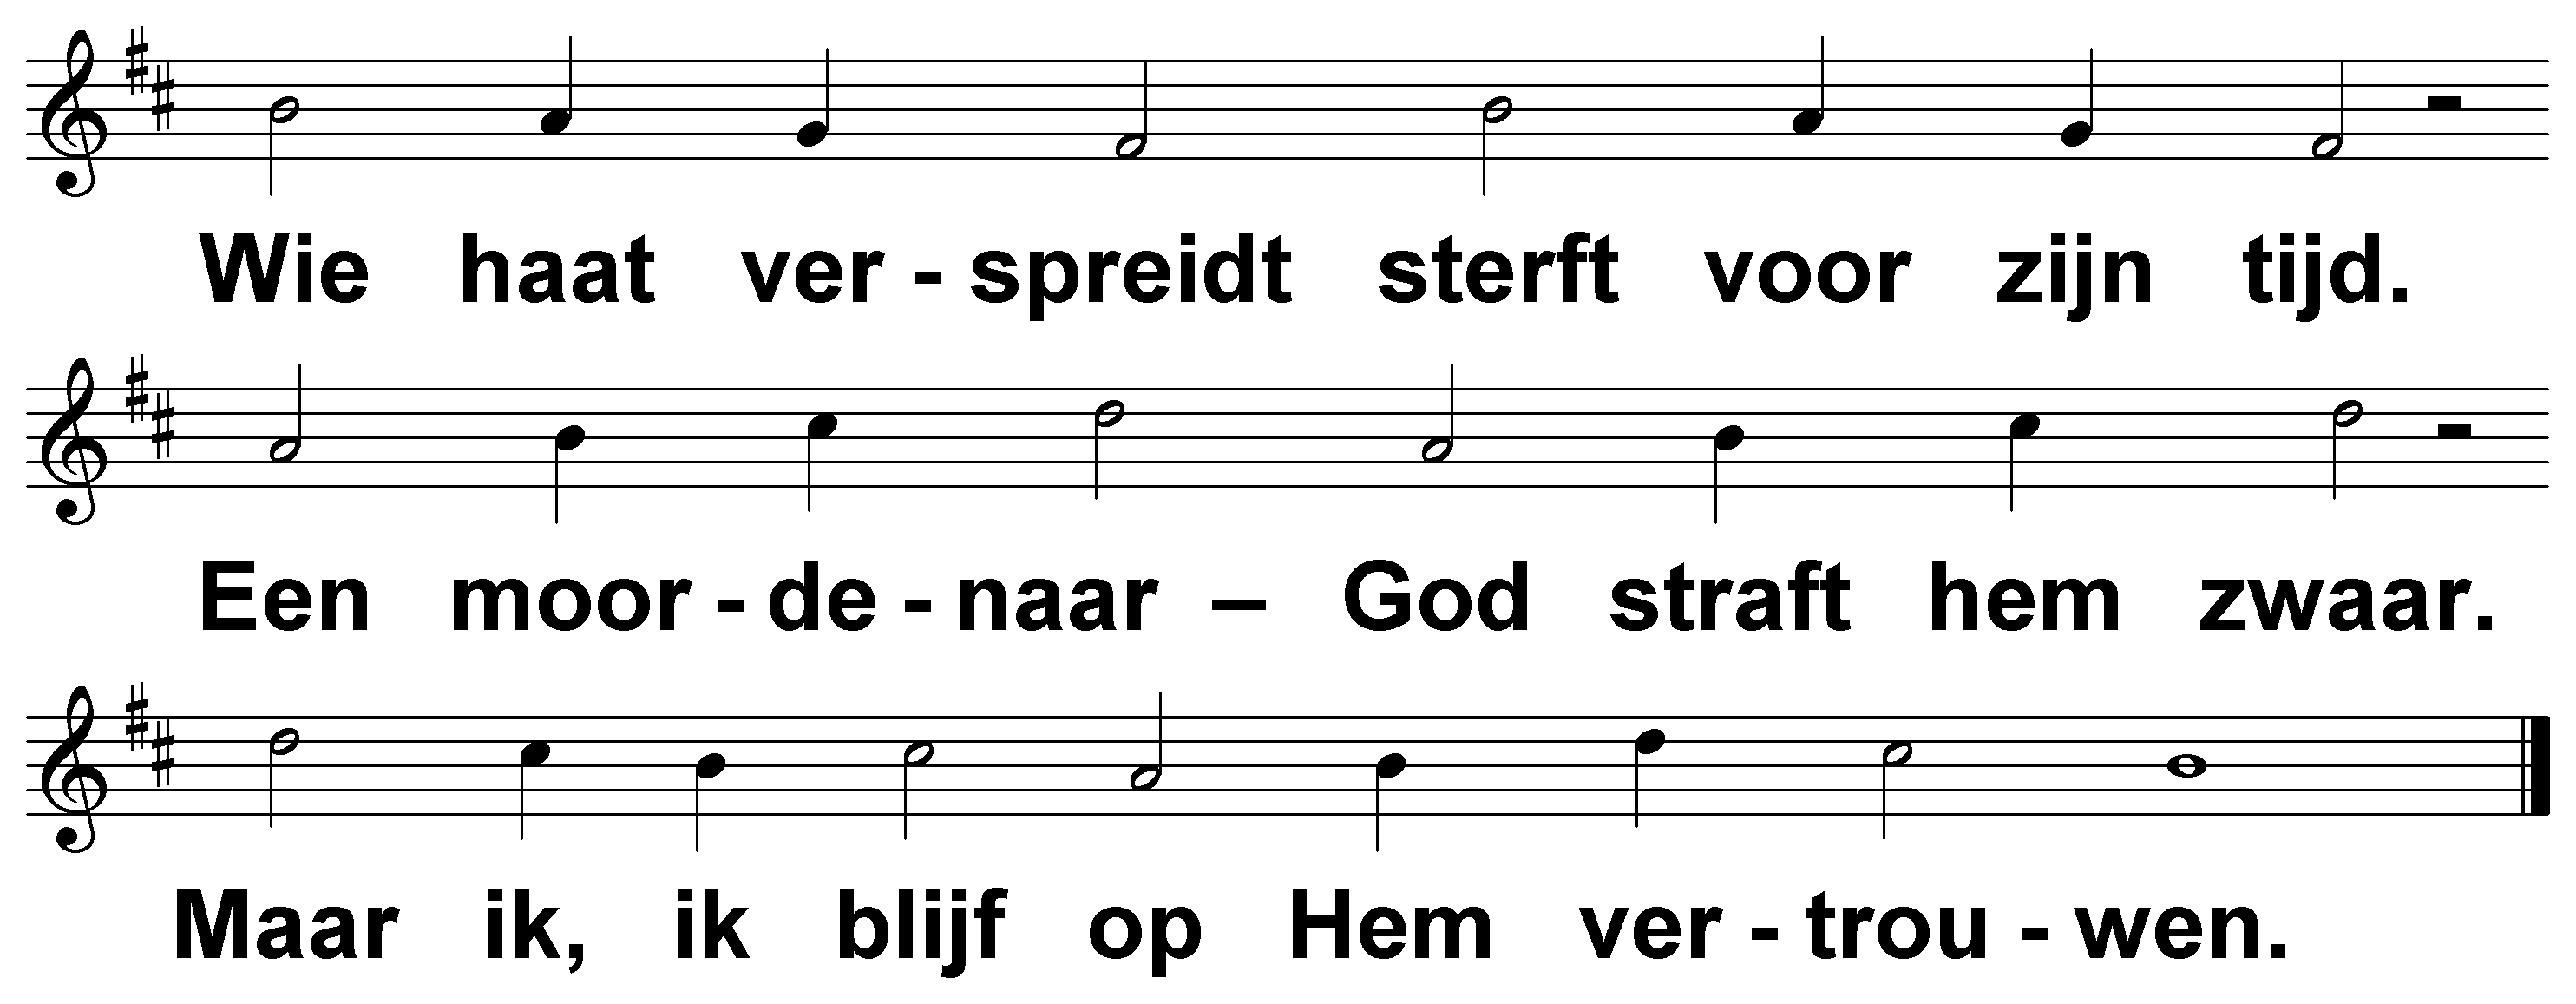 Wie haat ver - spreidt sterft voor zijn tijd.
Een moor - de - naar – God straft hem zwaar.
Maar ik, ik blijf op Hem ver - trou - wen.